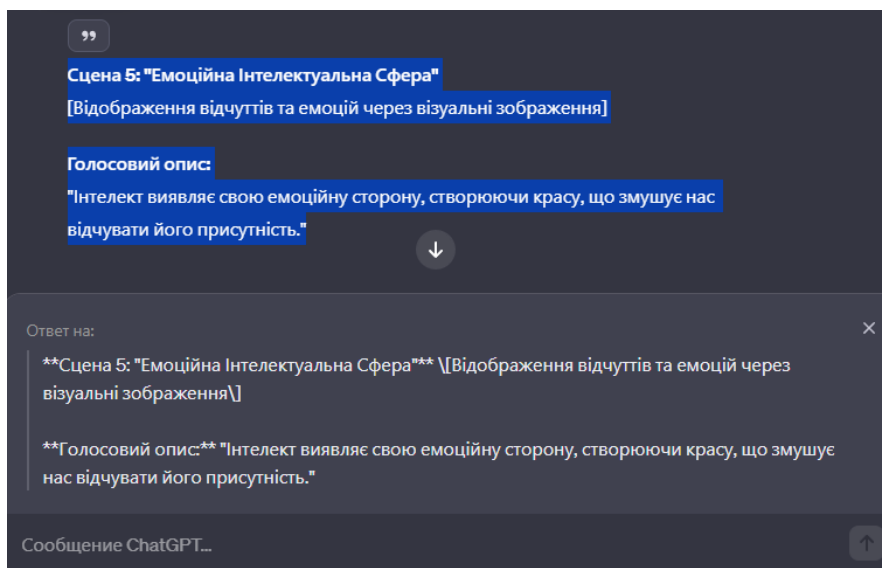 Сцена 5: "Емоційна Інтелектуальна Сфера"
[Відображення відчуттів та емоцій через візуальні зображення]
Голосовий опис:
"Інтелект виявляє свою емоційну сторону, створюючи красу, що змушує нас
відчувати його присутність."
Ответ на:
**Сцена 5: "Емоційна Інтелектуальна Сфера"** \[Відображення відчуттів та емоцій через
візуальні зображення\]
**Голосовий опис:** "Інтелект виявляє свою емоційну сторону, створюючи красу, що змушує
нас відчувати його присутність."
Сообщение ChatGPT...